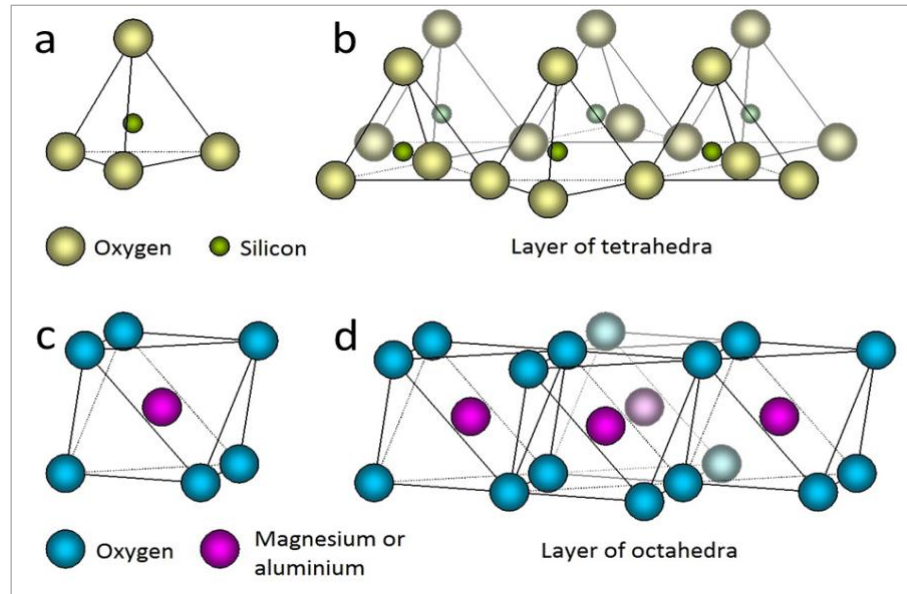 a
b
Oxygen
Silicon
Layer of tetrahedra
c
d
Oxygen
Magnesium or
aluminium
Layer of octahedra